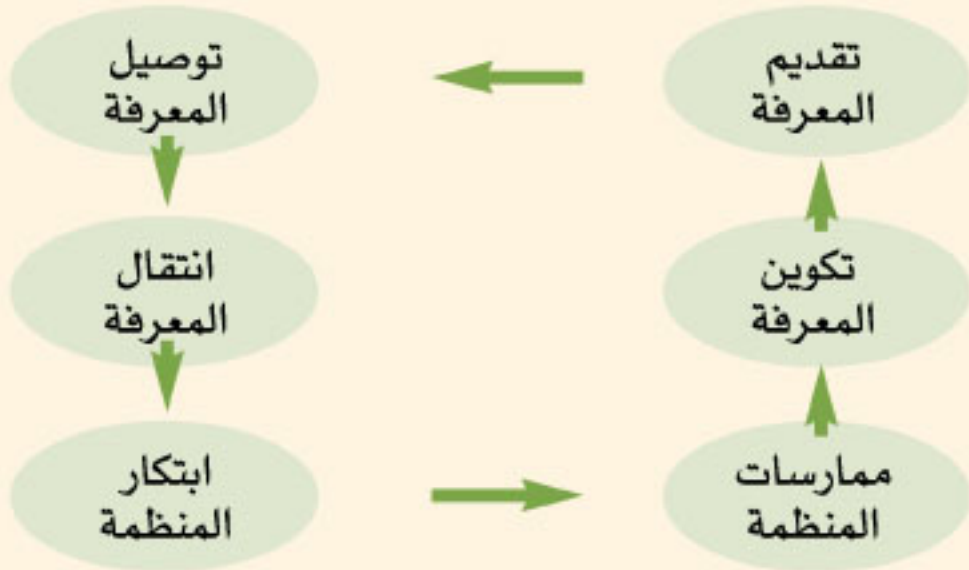 تقديم
المعرفة
توصيل
المعرفة
تكوين
المعرفة
انتقال
المعرفة
ممارسات
المنظمة
ابتكار
المنظمة